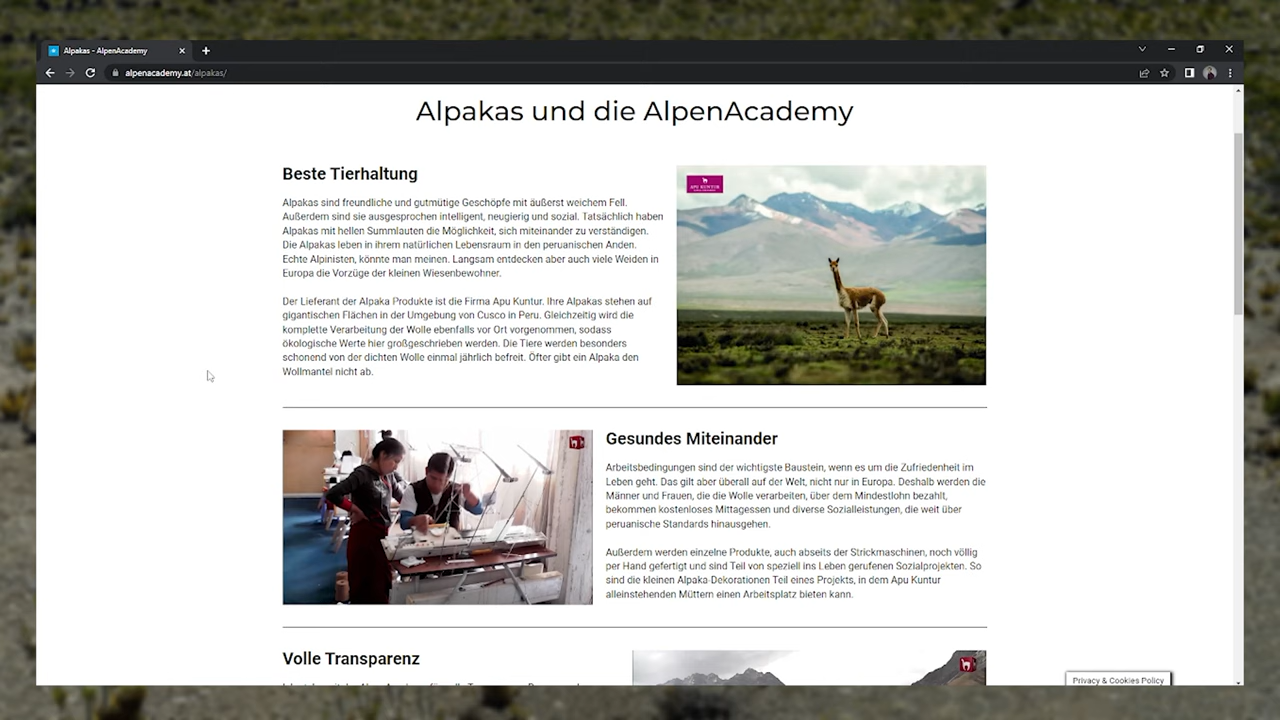 Alpakas - AlpenAcademy
alpenacademy.at/alpakas/
Alpakas und die AlpenAcademy
Beste Tierhaltung
Alpakas sind freundliche und gutmütige Geschöpfe mit äußerst weichem Fell.
Außerdem sind sie ausgesprochen intelligent, neugierig und sozial. Tatsächlich haben
Alpakas mit hellen Summlauten die Möglichkeit, sich miteinander zu verständigen.
Die Alpakas leben in ihrem natürlichen Lebensraum in den peruanischen Anden.
Echte Alpinisten, könnte man meinen. Langsam entdecken aber auch viele Weiden in
Europa die Vorzüge der kleinen Wiesenbewohner.
Der Lieferant der Alpaka Produkte ist die Firma Apu Kuntur. Ihre Alpakas stehen auf
gigantischen Flächen in der Umgebung von Cusco in Peru. Gleichzeitig wird die
komplette Verarbeitung der Wolle ebenfalls vor Ort vorgenommen, sodass
ökologische Werte hier großgeschrieben werden. Die Tiere werden besonders
schonend von der dichten Wolle einmal jährlich befreit. Öfter gibt ein Alpaka den
Wollmantel nicht ab.
APU KUNTUR
Gesundes Miteinander
Arbeitsbedingungen sind der wichtigste Baustein, wenn es um die Zufriedenheit im
Leben geht. Das gilt aber überall auf der Welt, nicht nur in Europa. Deshalb werden die
Männer und Frauen, die die Wolle verarbeiten, über dem Mindestlohn bezahlt,
bekommen kostenloses Mittagessen und diverse Sozialleistungen, die weit über
peruanische Standards hinausgehen.
Außerdem werden einzelne Produkte, auch abseits der Strickmaschinen, noch völlig
per Hand gefertigt und sind Teil von speziell ins Leben gerufenen Sozialprojekten. So
sind die kleinen Alpaka-Dekorationen Teil eines Projekts, in dem Apu Kuntur
alleinstehenden Müttern einen Arbeitsplatz bieten kann.
Volle Transparenz
Privacy & Cookies Policy